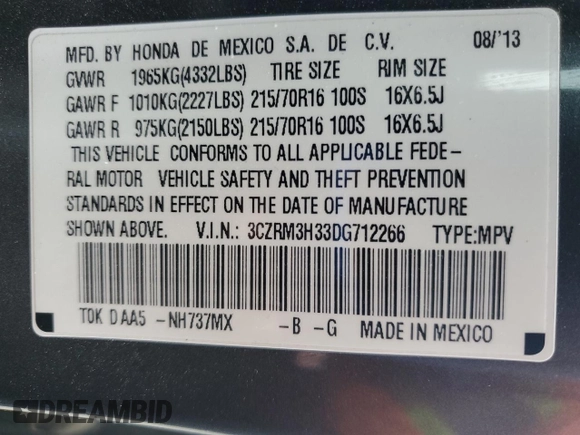 MFD. BY HONDA DE MEXICO S.A. DE C.V. 08/'13
GVWR 1965KG(4332LBS) TIRE SIZE RIM SIZE
GAWR F 1010KG(2227LBS) 215/70R16 100S 16X6.5J
GAWR R 975KG(2150LBS) 215/70R16 100S 16X6.5J
THIS VEHICLE CONFORMS TO ALL APPLICABLE FEDE-
RAL MOTOR VEHICLE SAFETY AND THEFT PREVENTION
STANDARDS IN EFFECT ON THE DATE OF MANUFACTURE
SHOWN ABOVE. V.I.N.: 3CZRM3H33DG712266 TYPE:MPV
T0K D AA5 -NH737MX -B -G MADE IN MEXICO
DREAMBID